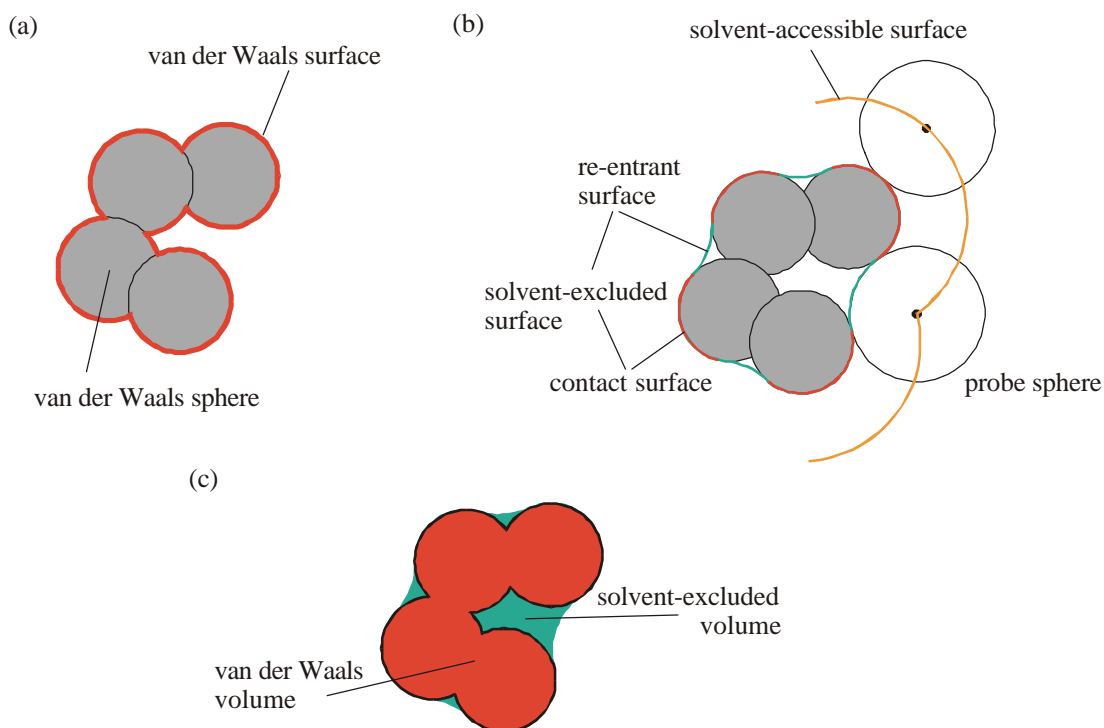 (a)
van der Waals surface
van der Waals sphere
(b)
solvent-accessible surface
re-entrant
surface
solvent-excluded
surface
contact surface
probe sphere
(c)
solvent-excluded
volume
van der Waals
volume